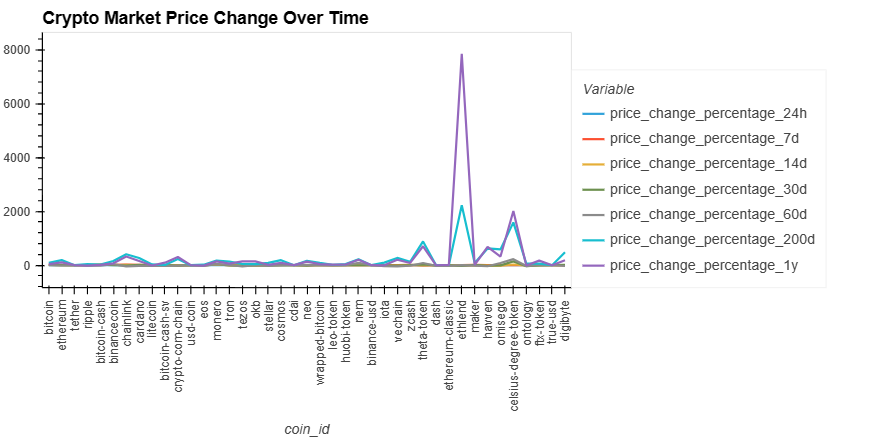 Crypto Market Price Change Over Time
8000
6000
4000
2000
0
Variable
price_change_percentage_24h
price_change_percentage_7d
price_change_percentage_14d
price_change_percentage_30d
price_change_percentage_60d
price_change_percentage_200d
price_change_percentage_1y
bitcoin
ethereum
tether
ripple
bitcoin-cash
binancecoin
chainlink
cardano
litecoin
bitcoin-cash-sv
crypto-com-chain
usd-coin
eos
monero
tron
tezos
okb
stellar
cosmos
cdai
neo
wrapped-bitcoin
leo-token
huobi-token
nem
binance-usd
iota
vechain
zcash
theta-token
dash
ethereum-classic
ethlend
maker
havven
omisego
celsius-degree-token
ontology
ftx-token
true-usd
digibyte
coin_id